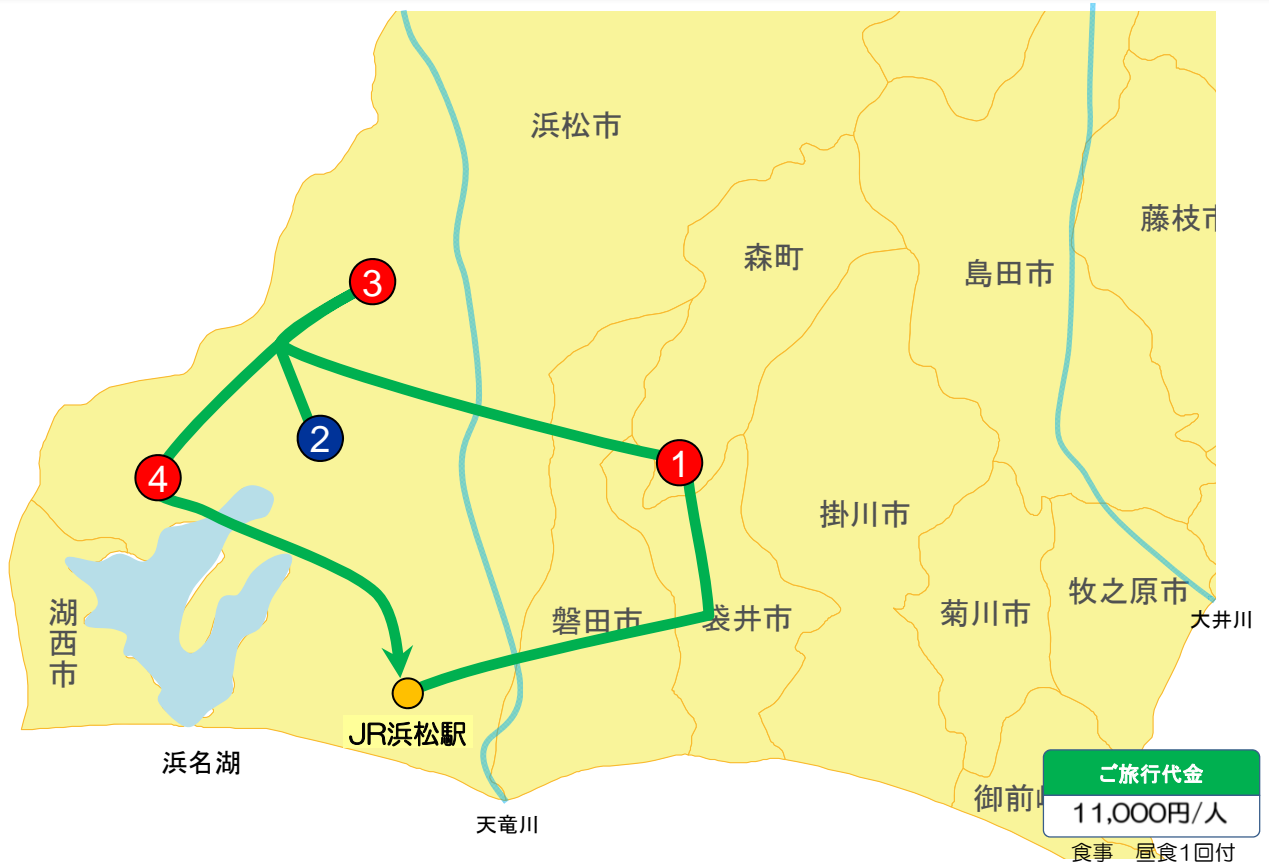 浜松市
藤枝市
森町
島田市
3
2
1
4
掛川市
牧之原市
湖西市
磐田市
袋井市
菊川市
大井川
JR浜松駅
浜名湖
ご旅行代金
御前
11,000円/人
天竜川
食事 昼食1回付